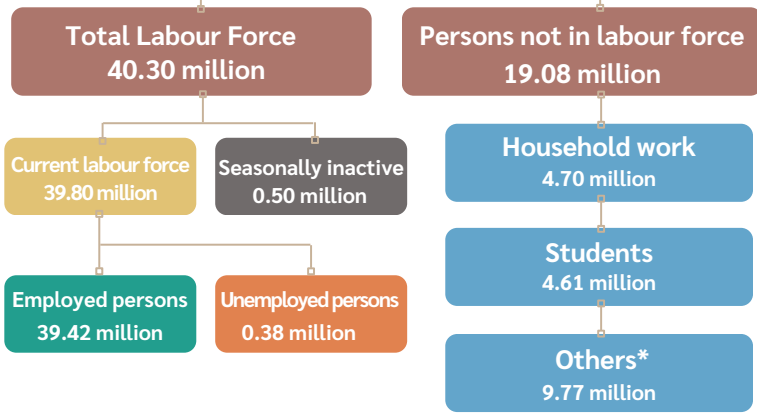 Total Labour Force
40.30 million
Persons not in labour force
19.08 million
Current labour force
39.80 million
Seasonally inactive
0.50 million
Household work
4.70 million
Students
4.61 million
Employed persons
39.42 million
Unemployed persons
0.38 million
Others*
9.77 million